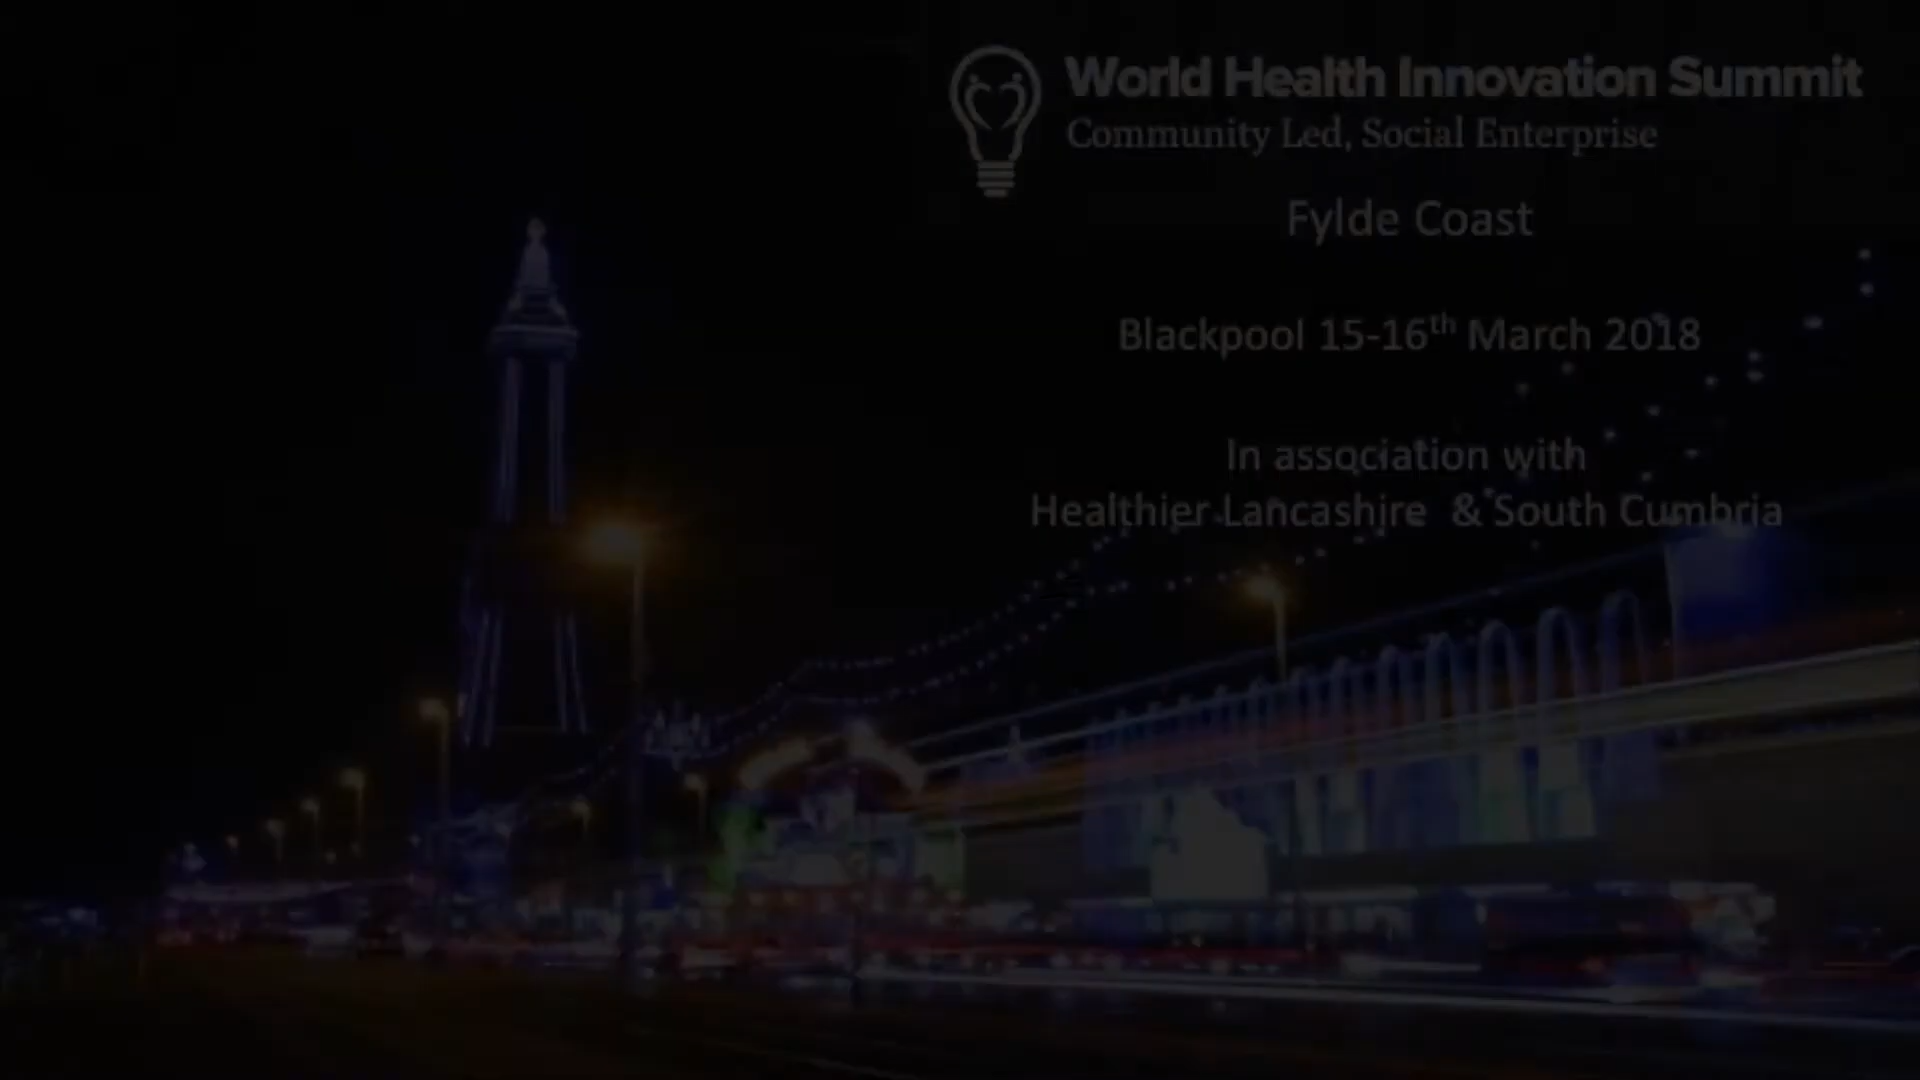 World Health Innovation Summit
Community Led, Social Enterprise
Fylde Coast
Blackpool 15-16th March 2018
In association with
Healthier Lancashire & South Cumbria